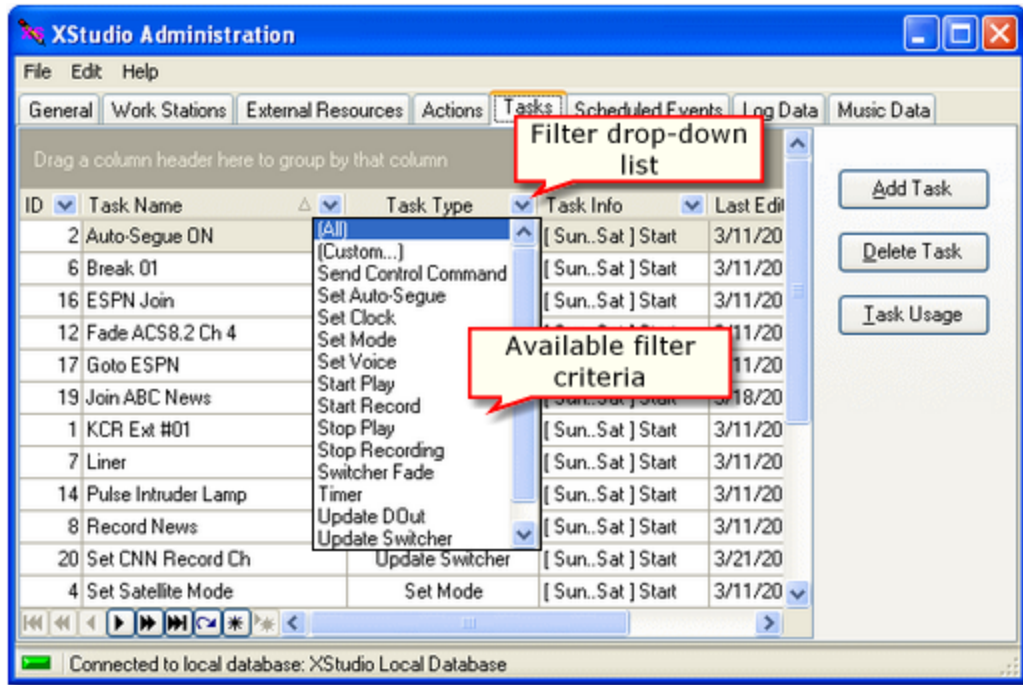 XStudio Administration
File Edit Help
General Work Stations External Resources Actions Tasks Scheduled Events Log Data Music Data
Filter drop-down
list
Drag a column header here to group by that column
Add Task
ID Task Name Task Type Task Info Last Edi
2 Auto-Segue ON (All) [ Sun..Sat ] Start 3/11/20
(Custom...)
Delete Task
6 Break 01 Send Control Command [ Sun..Sat ] Start 3/11/20
16 ESPN Join Set Auto-Segue [ Sun..Sat ] Start 3/11/20
Set Clock
Task Usage
12 Fade ACS8.2 Ch 4 Set Mode 11/20
Available filter
criteria
17 Goto ESPN Set Voice 11/20
Start Play
19 Join ABC News Start Record [ Sun..Sat ] Start 3/18/20
1 KCR Ext #01 Stop Play [ Sun..Sat ] Start 3/11/20
7 Liner Stop Recording [ Sun..Sat ] Start 3/11/20
Switcher Fade
14 Pulse Intruder Lamp Timer [ Sun..Sat ] Start 3/11/20
8 Record News Update DOut [ Sun..Sat ] Start 3/11/20
Update Switcher
20 Set CNN Record Ch Update Switcher [ Sun..Sat ] Start 3/21/20
4 Set Satellite Mode Set Mode [ Sun..Sat ] Start 3/11/20
Connected to local database: XStudio Local Database